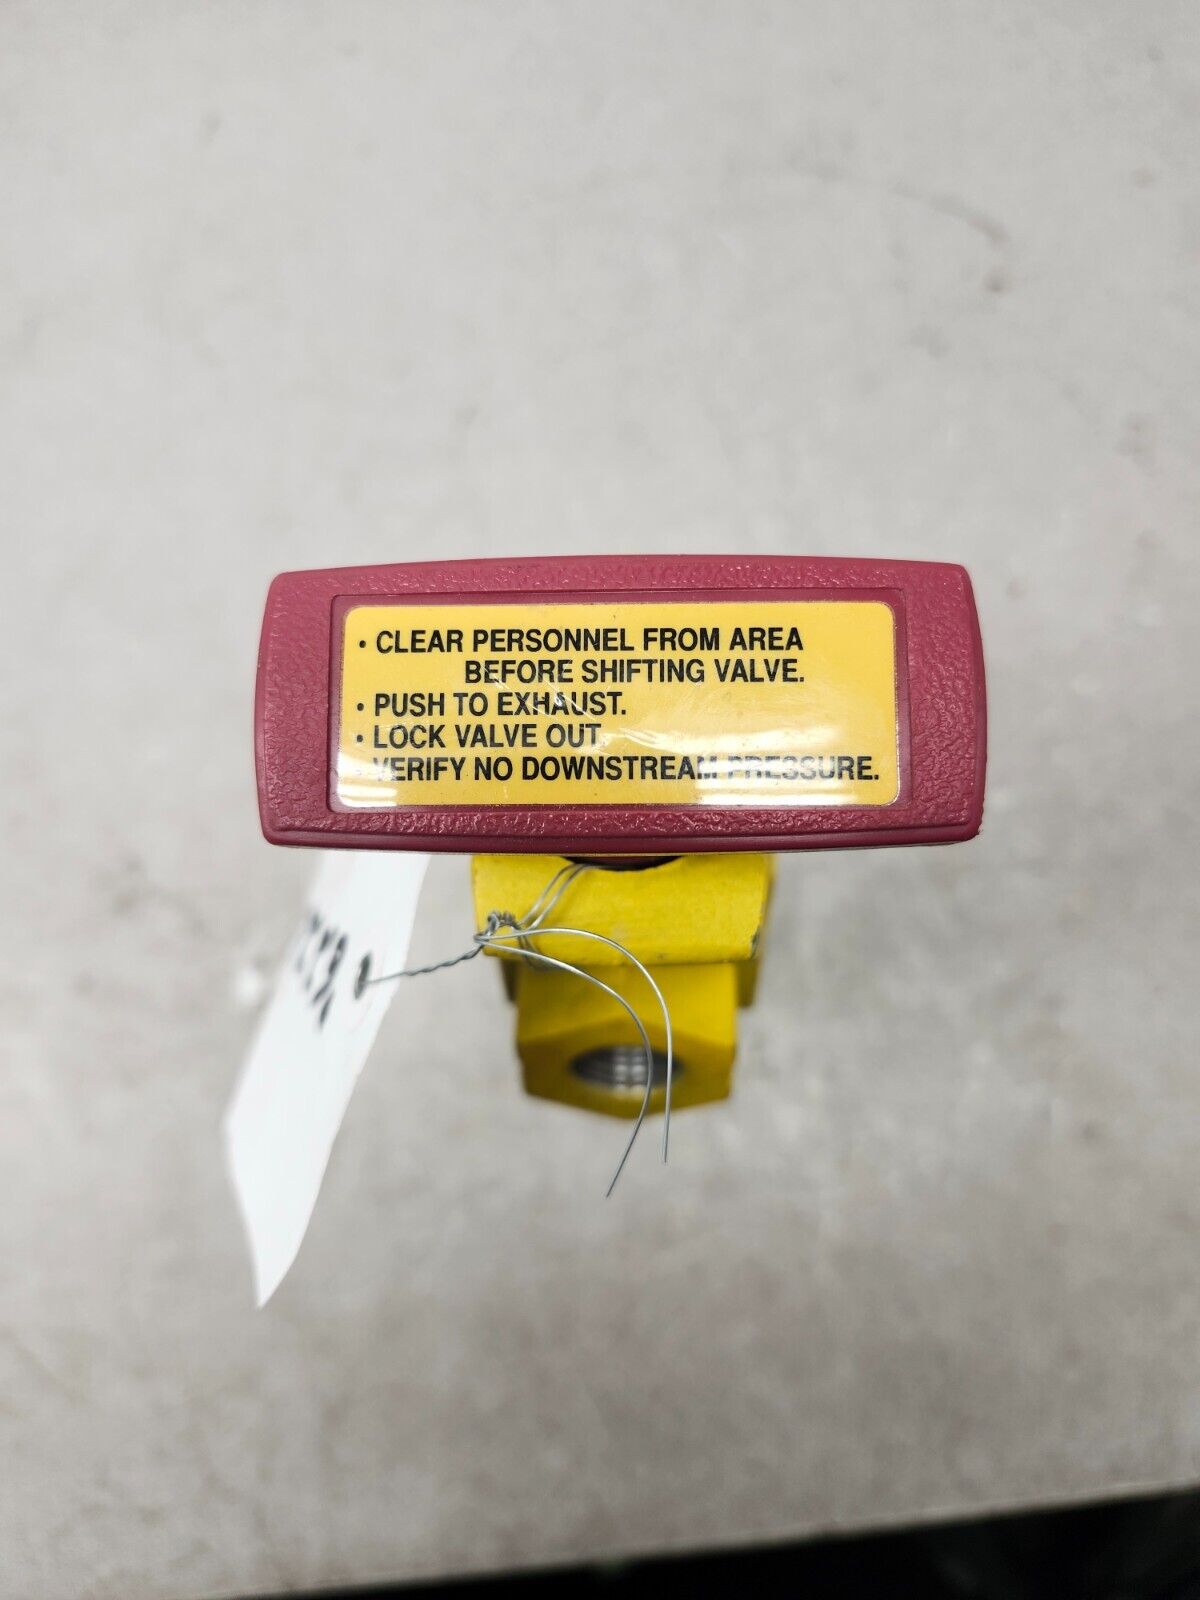 • CLEAR PERSONNEL FROM AREA
BEFORE SHIFTING VALVE.
• PUSH TO EXHAUST.
• LOCK VALVE OUT.
• VERIFY NO DOWNSTREAM PRESSURE.